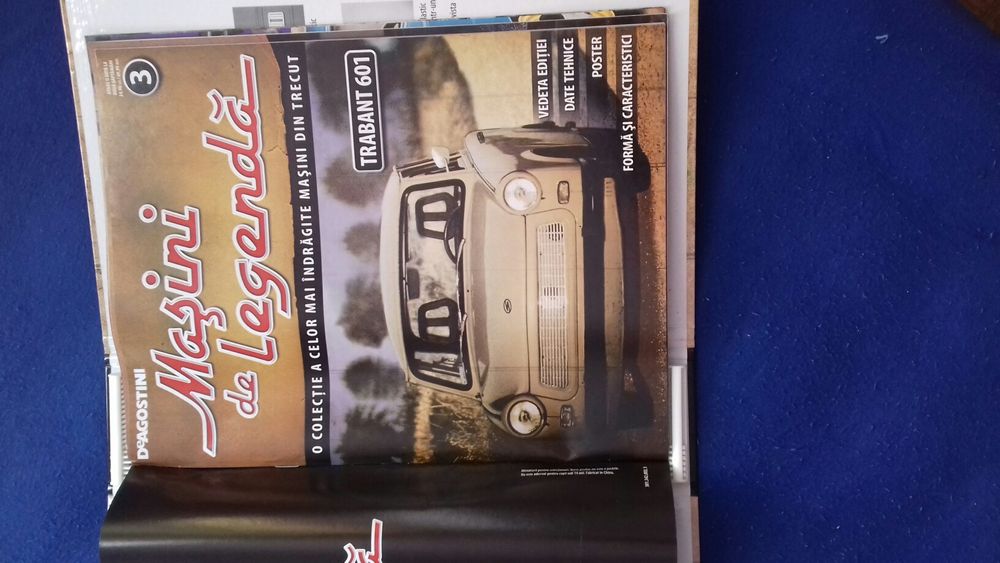 DeAGOSTINI
Mașini
de Legendă
3
O COLECȚIE A CELOR MAI ÎNDRĂGITE MAȘINI DIN TRECUT
TRABANT 601
VEDETA EDIȚIEI
DATE TEHNICE
POSTER
FORMĂ ȘI CARACTERISTICI